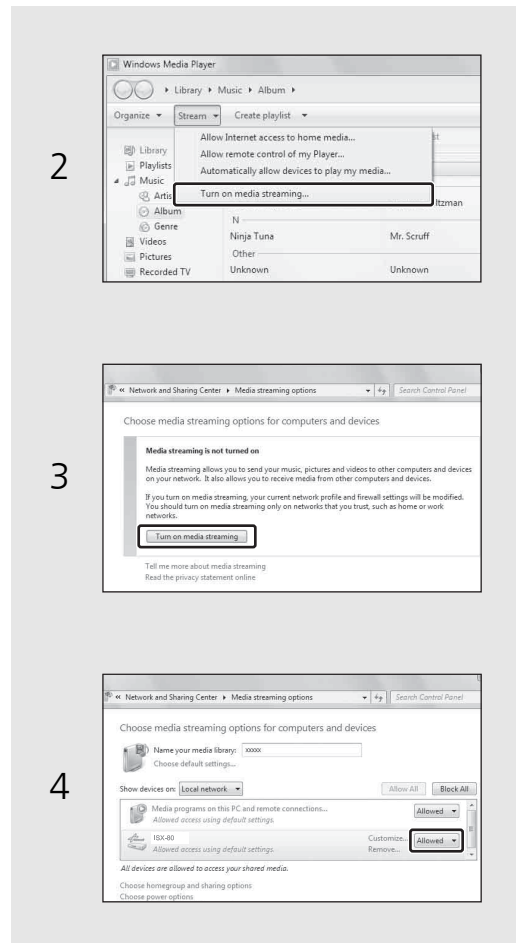 2
Windows Media Player
Library Music Album
Organize Stream Create playlist
Allow Internet access to home media...
Library
Allow remote control of my Player...
Playlists
Automatically allow devices to play my media...
Music
Turn on media streaming...
Artis
ltzman
Album
N
Genre
Ninja Tuna Mr. Scruff
Videos
Other
Pictures
Recorded TV Unknown Unknown
3
« Network and Sharing Center Media streaming options Search Control Panel
Choose media streaming options for computers and devices
Media streaming is not turned on
Media streaming allows you to send your music, pictures and videos to other computers and devices
on your network. It also allows you to receive media from other computers and devices.
If you turn on media streaming, your current network profile and firewall settings will be modified.
You should turn on media streaming only on networks that you trust, such as home or work
networks.
Turn on media streaming
Tell me more about media streaming
Read the privacy statement online
4
« Network and Sharing Center Media streaming options Search Control Panel
Choose media streaming options for computers and devices
Name your media library: xxxxx
Choose default settings...
Show devices on: Local network Allow All Block All
Media programs on this PC and remote connections... Allowed
Allowed access using default settings.
ISX-80 Customize... Allowed
Allowed access using default settings. Remove...
All devices are allowed to access your shared media.
Choose homegroup and sharing options
Choose power options